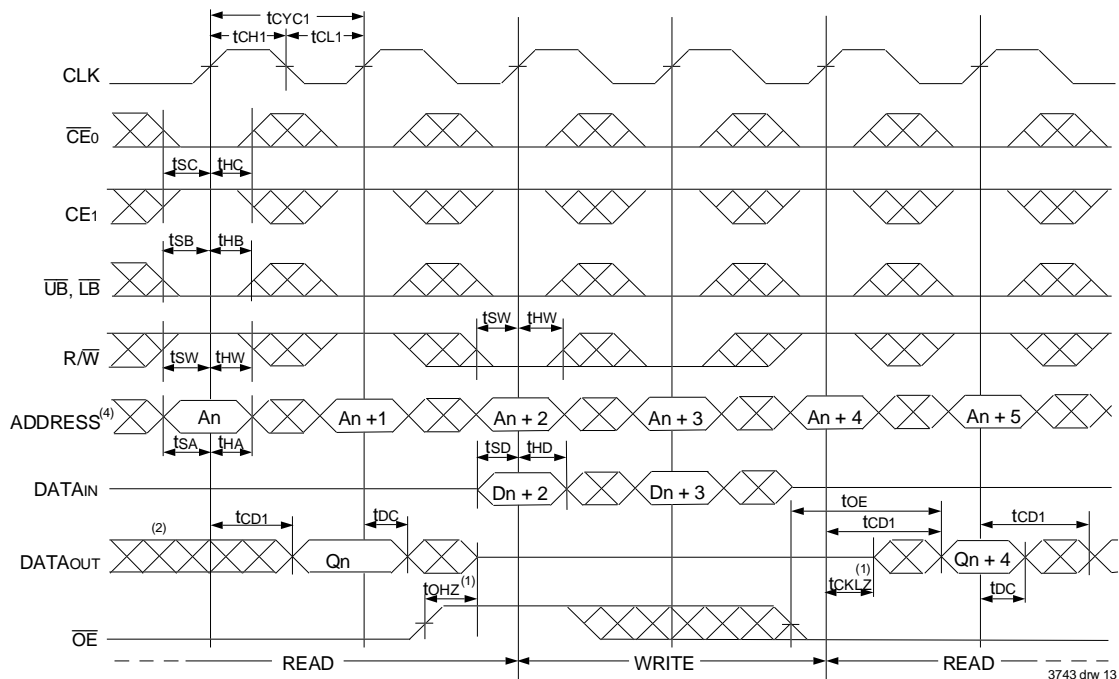 tCYC1
tCH1 tCL1
CLK
CE0
tSC tHC
CE1
tSB tHB
UB, LB
tSW tHW
R/W
tSW tHW
ADDRESS(4) An An +1 An + 2 An + 3 An + 4 An + 5
tSA tHA
tSD tHD
DATAIN Dn + 2 Dn + 3
tOE
(2) tCD1 tDC tCD1 tCD1
DATAOUT Qn Qn + 4
tOHZ(1) tCKLZ(1) tDC
OE
READ WRITE READ
3743 drw 13